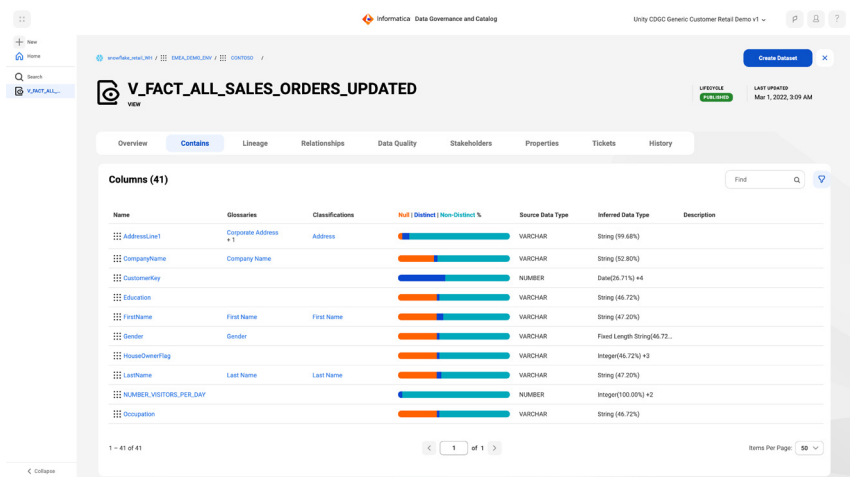 Informatica Data Governance and Catalog
Unity CDGC Generic Customer Retail Demo v1
?
New
Home
Search
V_FACT_ALL_...
Collapse
snowflake_retail_WH / EMEA_DEMO_ENV / CONTOSO /
Create Dataset
V_FACT_ALL_SALES_ORDERS_UPDATED
VIEW
LIFECYCLE
PUBLISHED
LAST UPDATED
Mar 1, 2022, 3:09 AM
Overview Contains Lineage Relationships Data Quality Stakeholders Properties Tickets History
Columns (41)
Find
Name Glossaries Classifications Null | Distinct | Non-Distinct % Source Data Type Inferred Data Type Description
AddressLine1 Corporate Address + 1 Address VARCHAR String (99.68%)
CompanyName Company Name VARCHAR String (52.80%)
CustomerKey NUMBER Date(26.71%) +4
Education VARCHAR String (46.72%)
FirstName First Name First Name VARCHAR String (47.20%)
Gender Gender VARCHAR Fixed Length String(46.72...
HouseOwnerFlag VARCHAR Integer(46.72%) +3
LastName Last Name Last Name VARCHAR String (47.20%)
NUMBER_VISITORS_PER_DAY NUMBER Integer(100.00%) +2
Occupation VARCHAR String (46.72%)
1 – 41 of 41
1 of 1
Items Per Page: 50